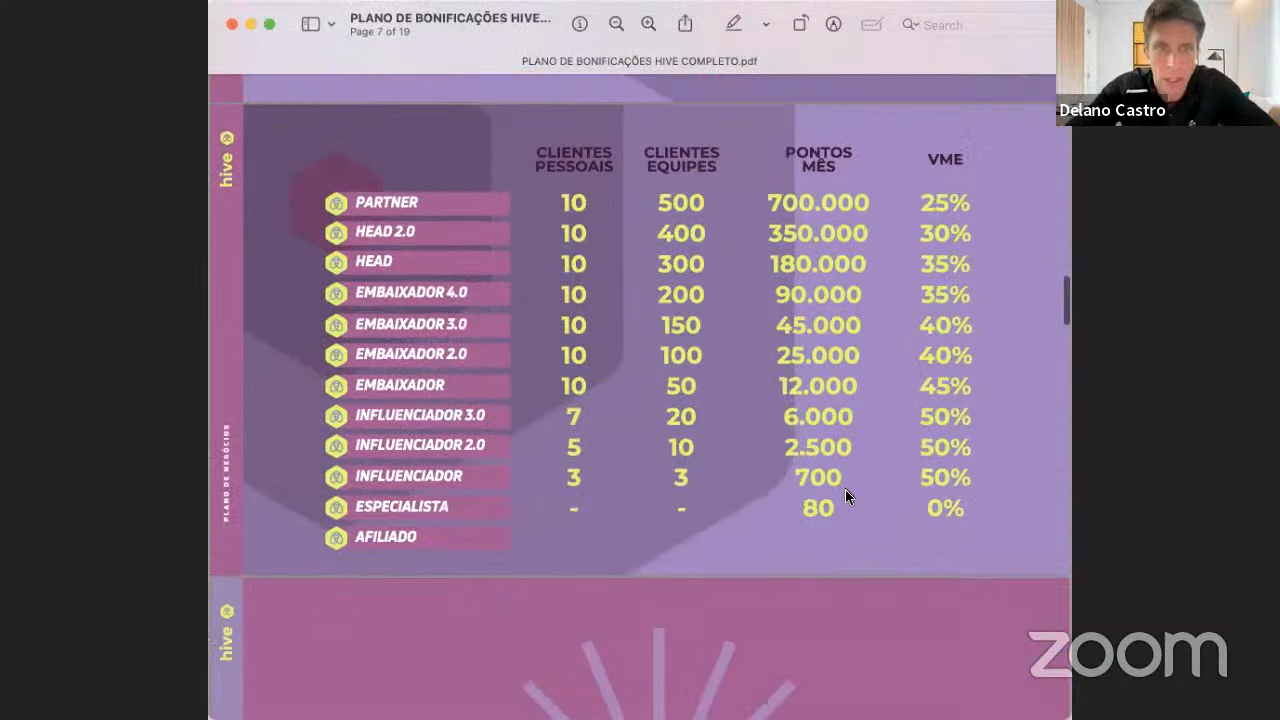 PLANO DE BONIFICAÇÕES HIVE...
Page 7 of 19
Search
PLANO DE BONIFICAÇÕES HIVE COMPLETO.pdf
Delano Castro
hive
CLIENTES PESSOAIS CLIENTES EQUIPES PONTOS MÊS VME
PARTNER 10 500 700.000 25%
HEAD 2.0 10 400 350.000 30%
HEAD 10 300 180.000 35%
EMBAIXADOR 4.0 10 200 90.000 35%
EMBAIXADOR 3.0 10 150 45.000 40%
EMBAIXADOR 2.0 10 100 25.000 40%
EMBAIXADOR 10 50 12.000 45%
INFLUENCIADOR 3.0 7 20 6.000 50%
INFLUENCIADOR 2.0 5 10 2.500 50%
INFLUENCIADOR 3 3 700 50%
ESPECIALISTA - - 80 0%
AFILIADO
PLANO DE NEGÓCIOS
hive
zoom